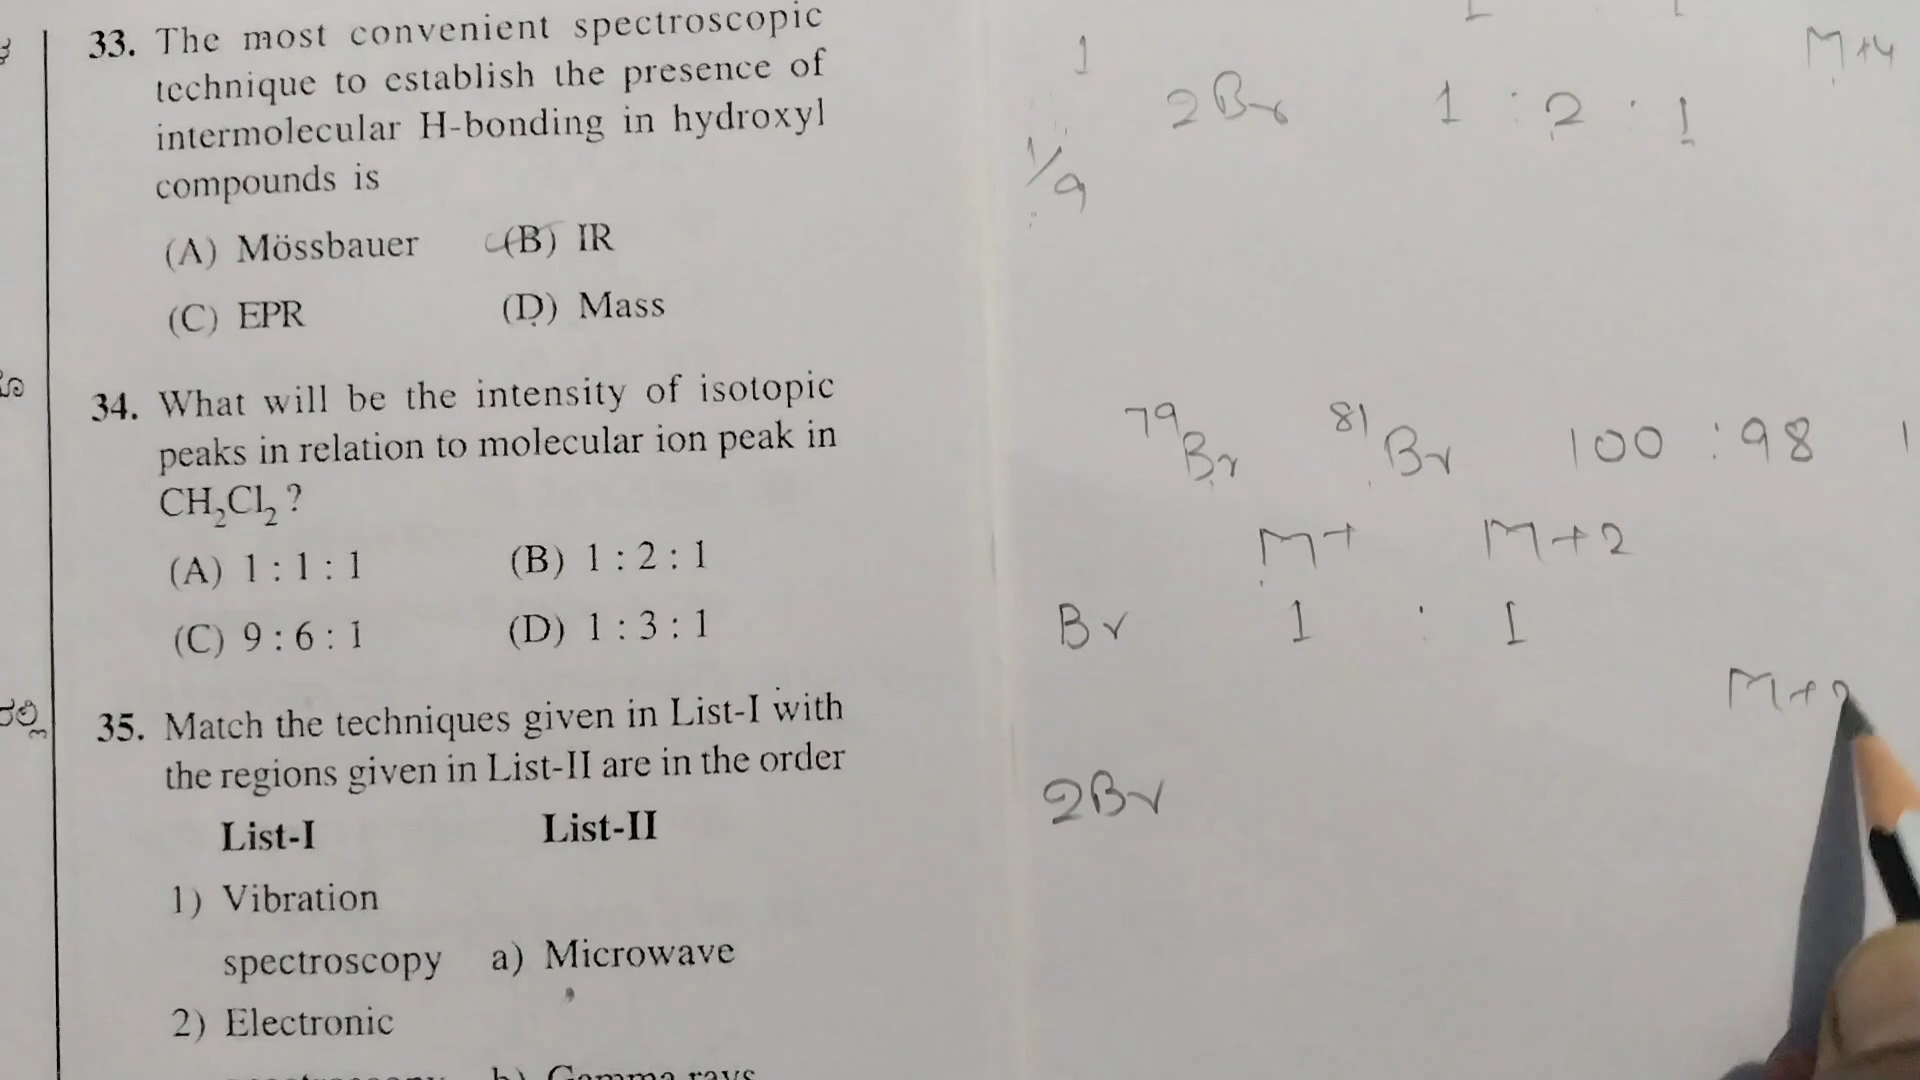 33. The most convenient spectroscopic
technique to establish the presence of
intermolecular H-bonding in hydroxyl
compounds is
(A) Mössbauer (B) IR
(C) EPR (D) Mass
34. What will be the intensity of isotopic
peaks in relation to molecular ion peak in
CH₂Cl₂ ?
(A) 1 : 1 : 1 (B) 1 : 2 : 1
(C) 9 : 6 : 1 (D) 1 : 3 : 1
35. Match the techniques given in List-I with
the regions given in List-II are in the order
List-I List-II
1) Vibration
spectroscopy a) Microwave
2) Electronic
b) Gamma rays
1
M+4
2Br 1 : 2 : 1
1/9
⁷⁹Br ⁸¹Br 100 : 98 1
M+ M+2
Br 1 : 1
M+2
2Br